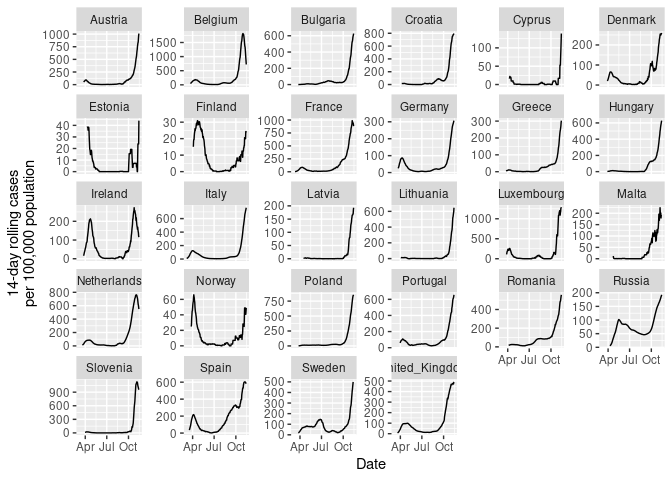 Austria Belgium Bulgaria Croatia Cyprus Denmark
1000 750 500 250 0
1500 1000 500 0
600 400 200 0
800 600 400 200 0
100 50 0
200 100 0
Estonia Finland France Germany Greece Hungary
40 30 20 10 0
30 20 10 0
1000 750 500 250 0
300 200 100 0
300 200 100 0
600 400 200 0
Ireland Italy Latvia Lithuania Luxembourg Malta
200 100 0
600 400 200 0
200 150 100 50 0
600 400 200 0
1000 500 0
200 150 100 50 0
Netherlands Norway Poland Portugal Romania Russia
800 600 400 200 0
60 40 20 0
750 500 250 0
600 400 200 0
400 200 0
200 150 100 50 0
Apr Jul Oct Apr Jul Oct
Slovenia Spain Sweden nited_Kingdo
900 600 300 0
600 400 200 0
500 400 300 200 100 0
500 400 300 200 100 0
Apr Jul Oct Apr Jul Oct Apr Jul Oct Apr Jul Oct
Date
14-day rolling cases
per 100,000 population